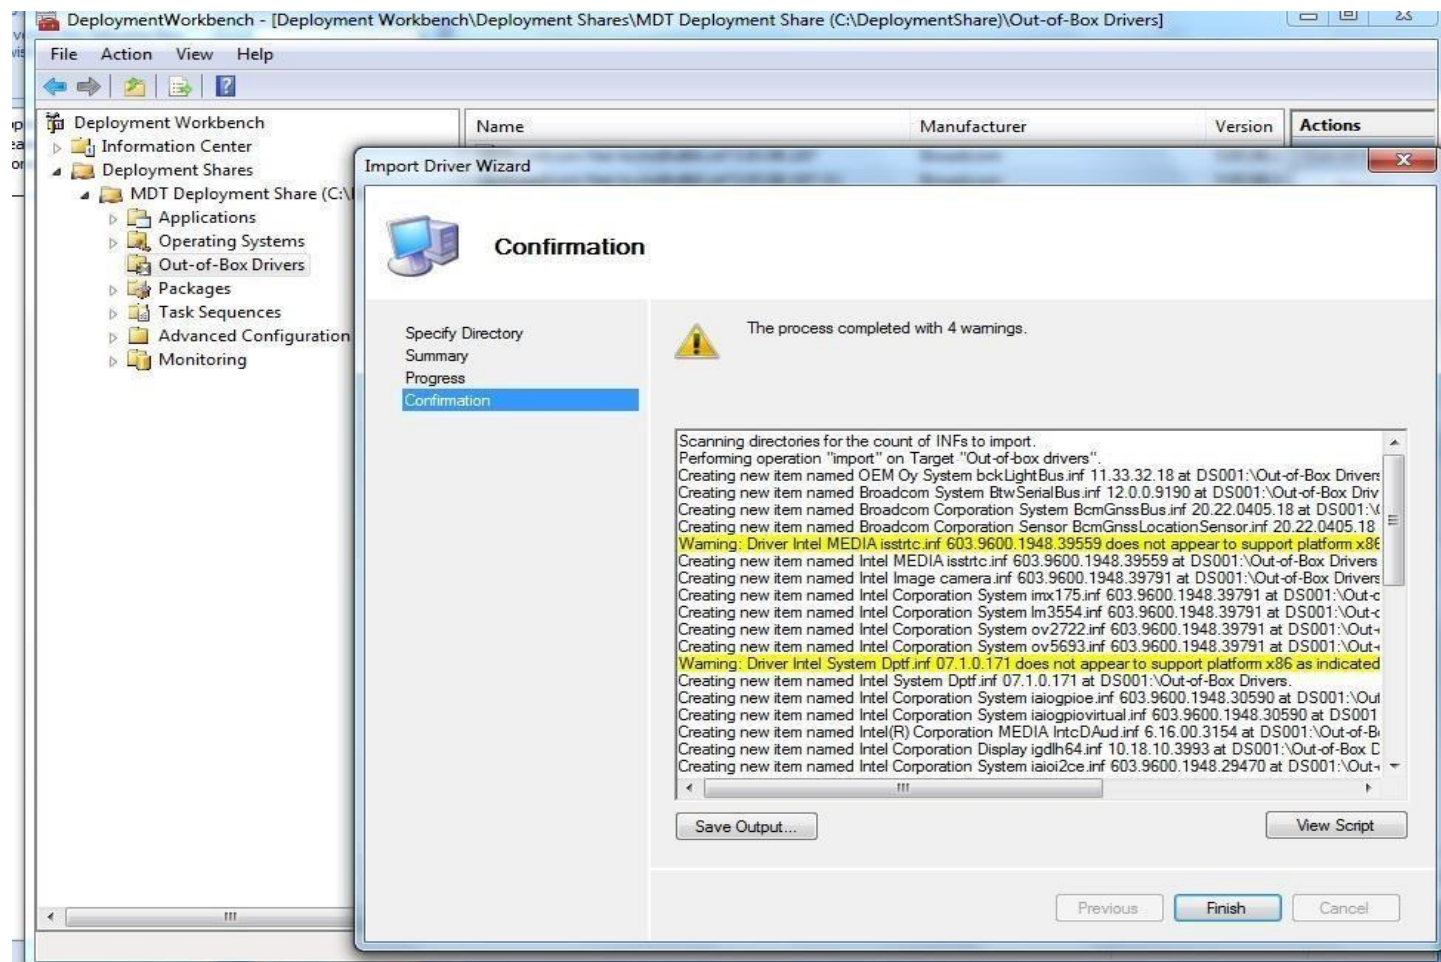 DeploymentWorkbench - [Deployment Workbench\Deployment Shares\MDT Deployment Share (C:\DeploymentShare)\Out-of-Box Drivers]
File Action View Help
Deployment Workbench
Information Center
Deployment Shares
MDT Deployment Share (C:\
Applications
Operating Systems
Out-of-Box Drivers
Packages
Task Sequences
Advanced Configuration
Monitoring
Name Manufacturer Version Actions
Import Driver Wizard
Confirmation
Specify Directory
Summary
Progress
Confirmation
The process completed with 4 warnings.
Scanning directories for the count of INFs to import.
Performing operation "import" on Target "Out-of-box drivers".
Creating new item named OEM Oy System bckLightBus.inf 11.33.32.18 at DS001:\Out-of-Box Drivers
Creating new item named Broadcom System BtwSerialBus.inf 12.0.0.9190 at DS001:\Out-of-Box Driv
Creating new item named Broadcom Corporation System BcmGnssBus.inf 20.22.0405.18 at DS001:\
Creating new item named Broadcom Corporation Sensor BcmGnssLocationSensor.inf 20.22.0405.18
Warning: Driver Intel MEDIA isstrtc.inf 603.9600.1948.39559 does not appear to support platform x86
Creating new item named Intel MEDIA isstrtc.inf 603.9600.1948.39559 at DS001:\Out-of-Box Drivers
Creating new item named Intel Image camera.inf 603.9600.1948.39791 at DS001:\Out-of-Box Drivers
Creating new item named Intel Corporation System imx175.inf 603.9600.1948.39791 at DS001:\Out-o
Creating new item named Intel Corporation System lm3554.inf 603.9600.1948.39791 at DS001:\Out-o
Creating new item named Intel Corporation System ov2722.inf 603.9600.1948.39791 at DS001:\Out-
Creating new item named Intel Corporation System ov5693.inf 603.9600.1948.39791 at DS001:\Out-
Warning: Driver Intel System Dptf.inf 07.1.0.171 does not appear to support platform x86 as indicated
Creating new item named Intel System Dptf.inf 07.1.0.171 at DS001:\Out-of-Box Drivers.
Creating new item named Intel Corporation System iaiogpioe.inf 603.9600.1948.30590 at DS001:\Out
Creating new item named Intel Corporation System iaiogpiovirtual.inf 603.9600.1948.30590 at DS001
Creating new item named Intel(R) Corporation MEDIA IntcDAud.inf 6.16.00.3154 at DS001:\Out-of-B
Creating new item named Intel Corporation Display igdlh64.inf 10.18.10.3993 at DS001:\Out-of-Box D
Creating new item named Intel Corporation System iaioi2ce.inf 603.9600.1948.29470 at DS001:\Out-
Save Output... View Script
Previous Finish Cancel